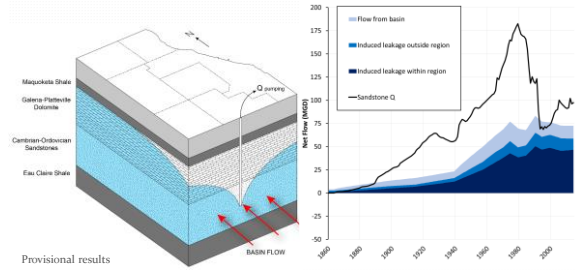 N
Q pumping
Maquoketa Shale
Galena-Platteville
Dolomite
Cambrian-Ordovician
Sandstones
Eau Claire Shale
BASIN FLOW
Provisional results
Net Flow (MGD)
200
175
150
125
100
75
50
25
0
-25
-50
Flow from basin
Induced leakage outside region
Induced leakage within region
Sandstone Q
1860
1880
1900
1920
1940
1960
1980
2000